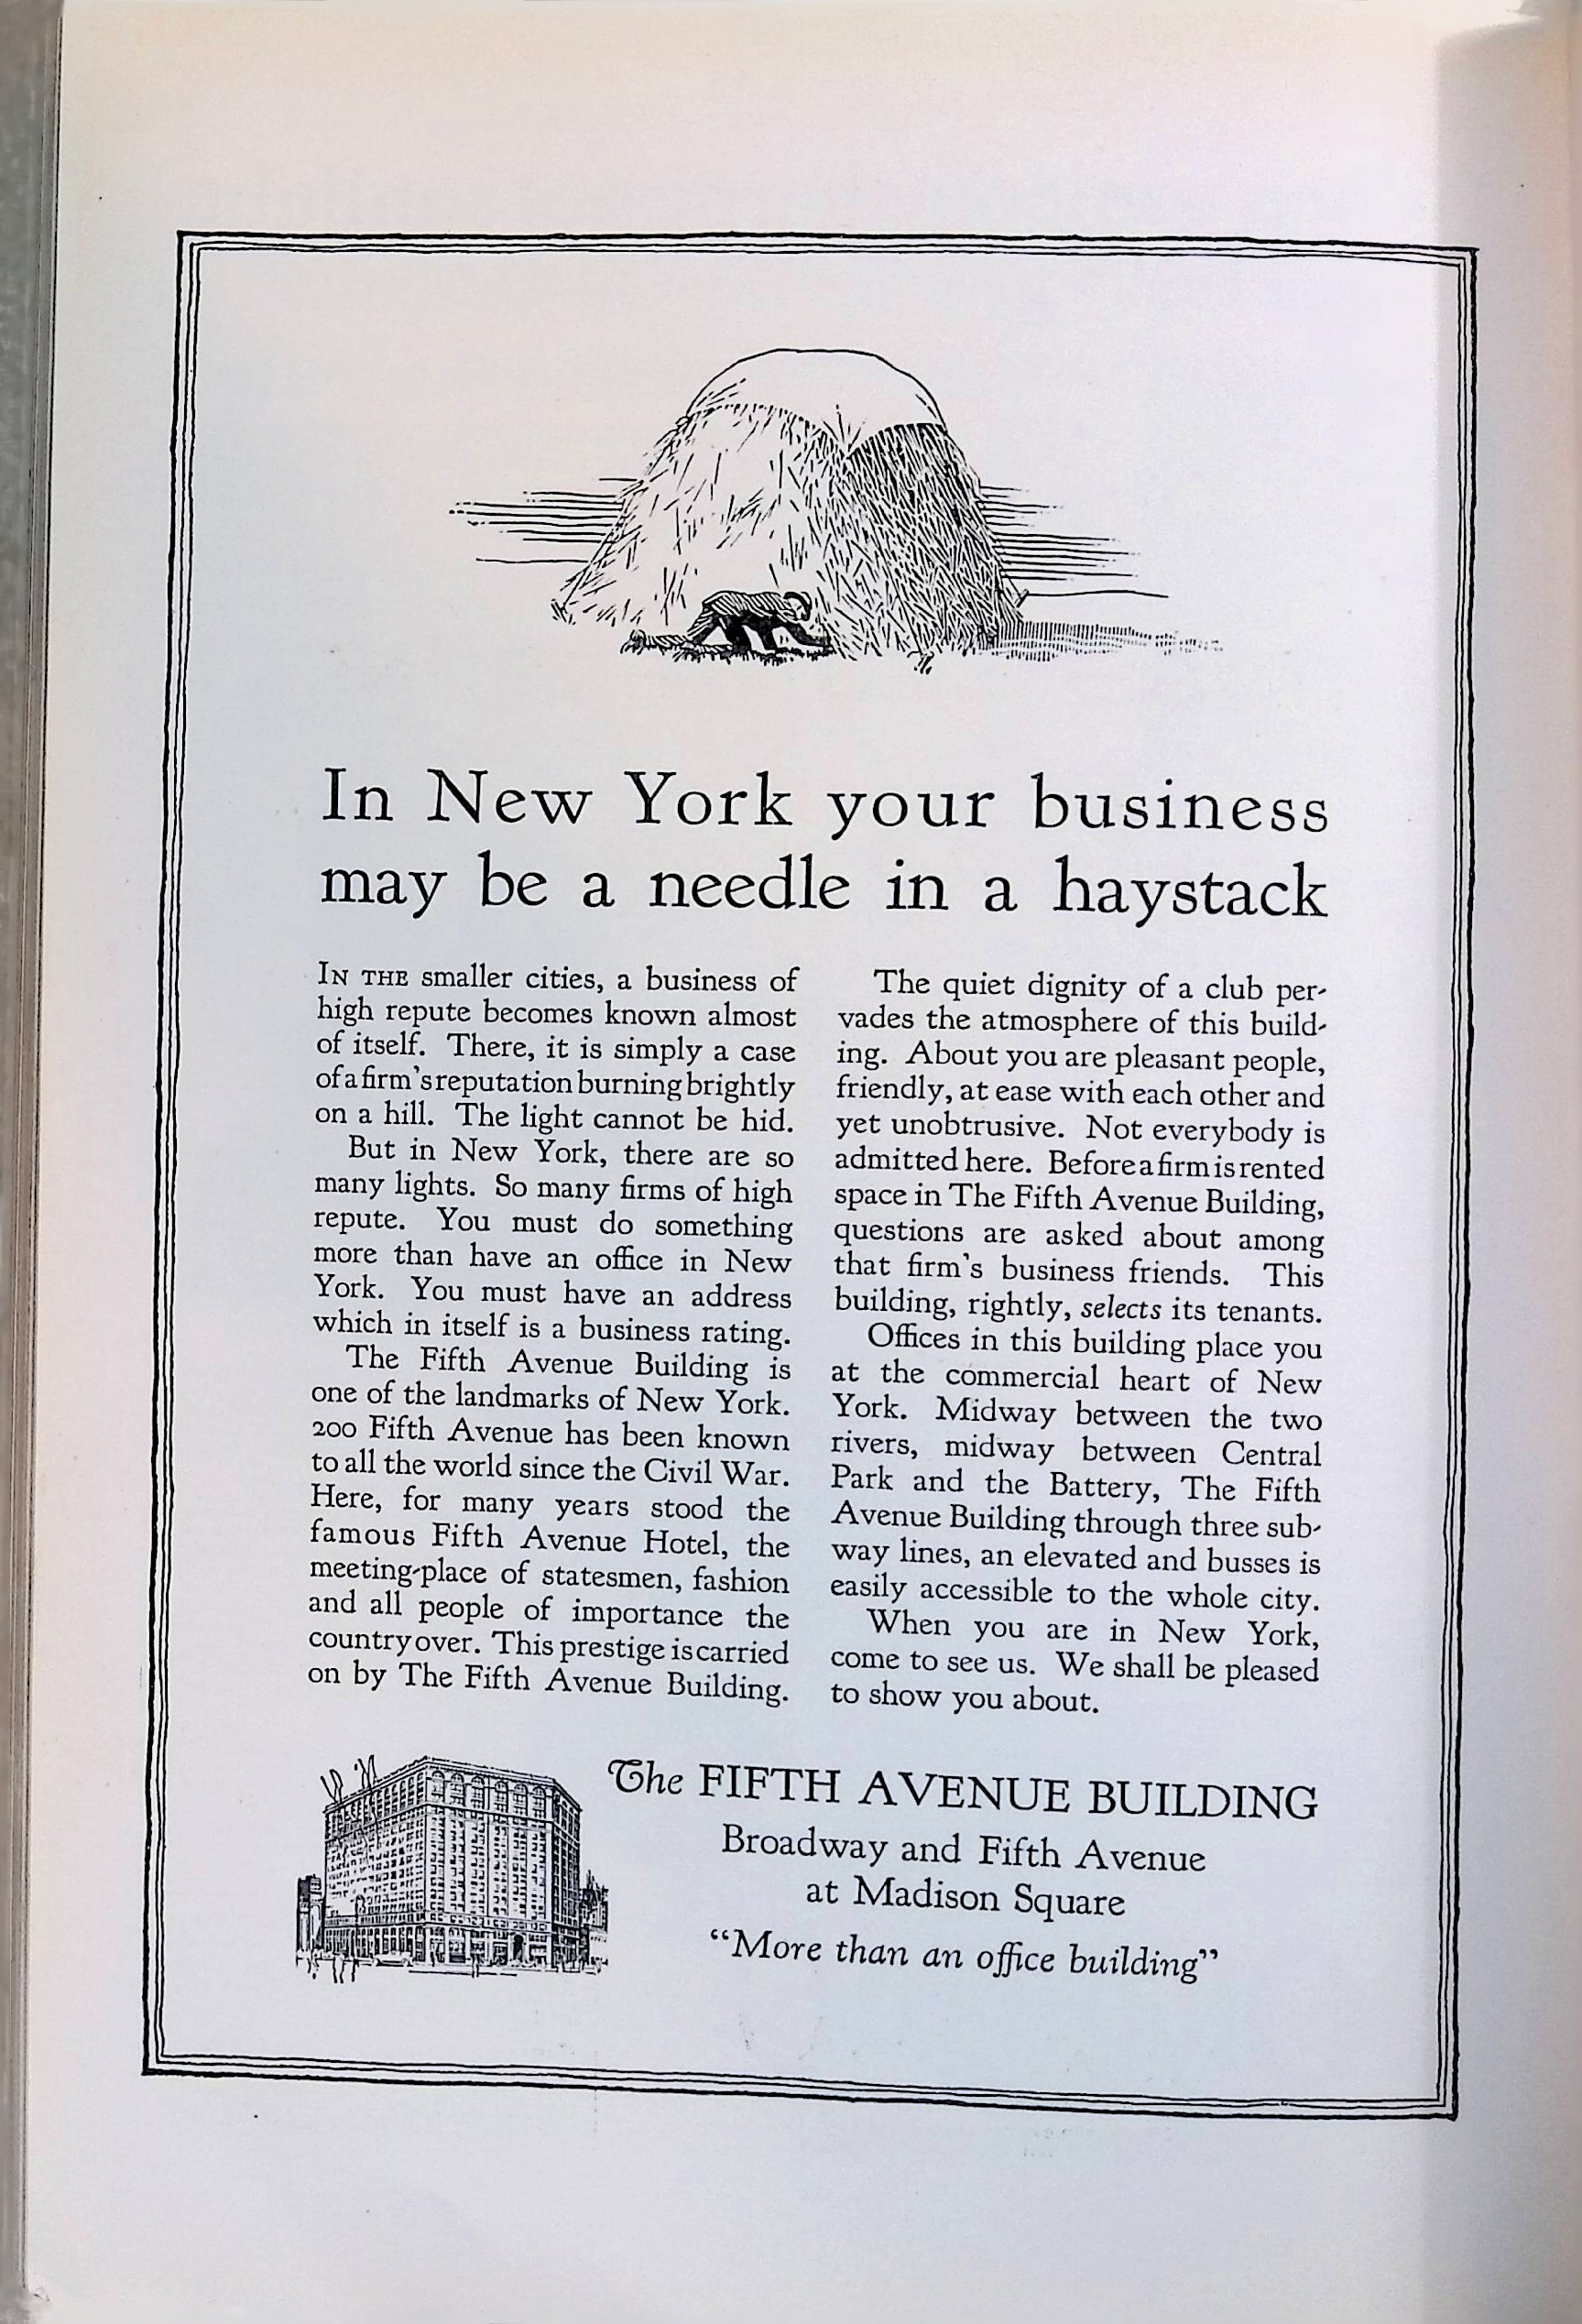 In New York your business
may be a needle in a haystack
IN THE smaller cities, a business of
high repute becomes known almost
of itself. There, it is simply a case
of a firm's reputation burning brightly
on a hill. The light cannot be hid.
But in New York, there are so
many lights. So many firms of high
repute. You must do something
more than have an office in New
York. You must have an address
which in itself is a business rating.
The Fifth Avenue Building is
one of the landmarks of New York.
200 Fifth Avenue has been known
to all the world since the Civil War.
Here, for many years stood the
famous Fifth Avenue Hotel, the
meeting-place of statesmen, fashion
and all people of importance the
country over. This prestige is carried
on by The Fifth Avenue Building.
The quiet dignity of a club per-
vades the atmosphere of this build-
ing. About you are pleasant people,
friendly, at ease with each other and
yet unobtrusive. Not everybody is
admitted here. Before a firm is rented
space in The Fifth Avenue Building,
questions are asked about among
that firm's business friends. This
building, rightly, selects its tenants.
Offices in this building place you
at the commercial heart of New
York. Midway between the two
rivers, midway between Central
Park and the Battery, The Fifth
Avenue Building through three sub-
way lines, an elevated and busses is
easily accessible to the whole city.
When you are in New York,
come to see us. We shall be pleased
to show you about.
The FIFTH AVENUE BUILDING
Broadway and Fifth Avenue
at Madison Square
“More than an office building”